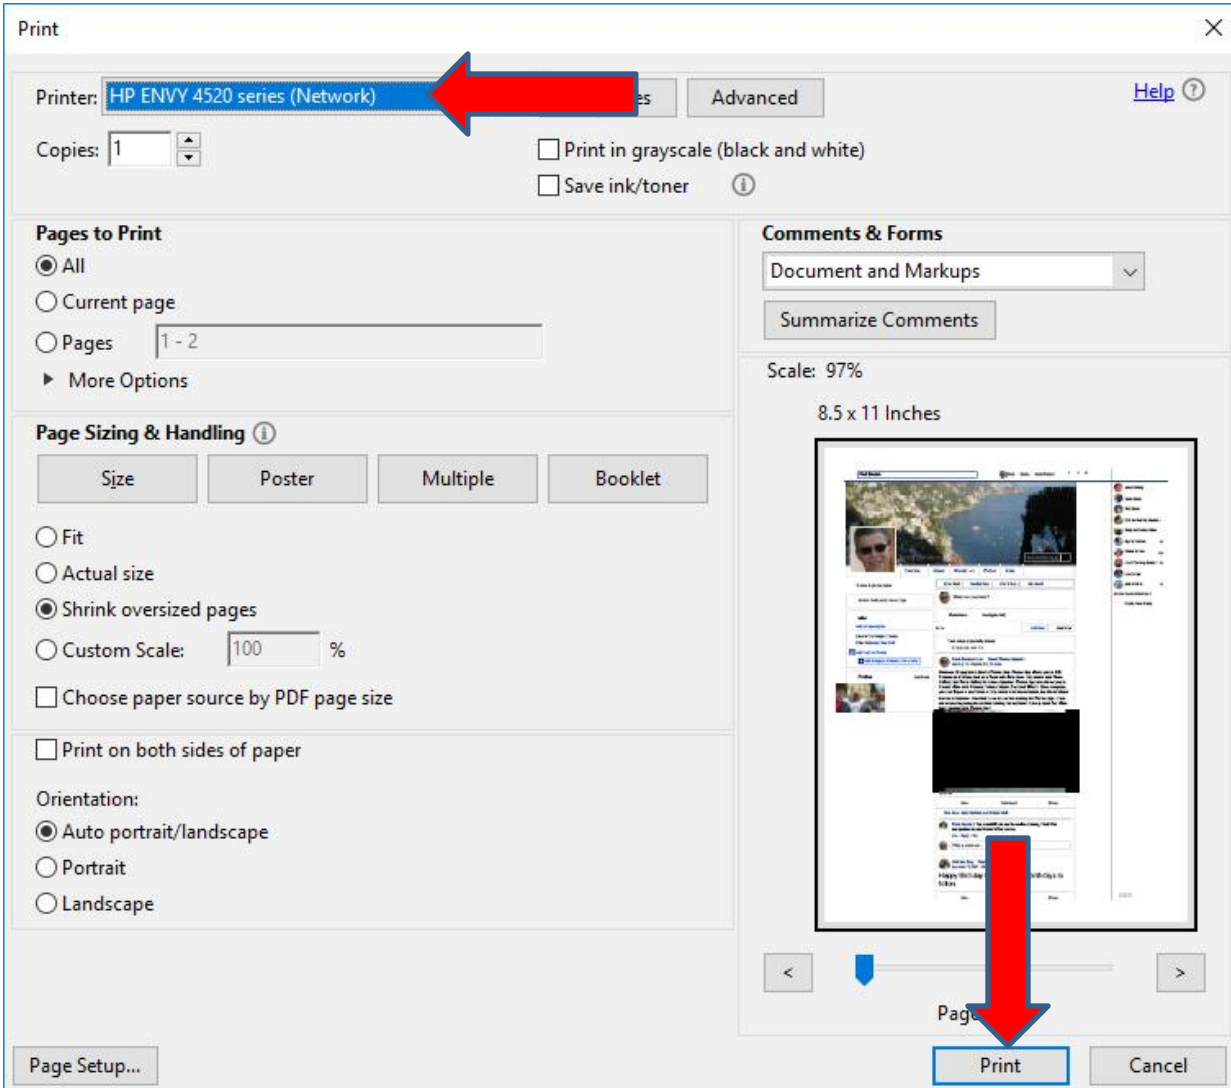 Print
Printer: HP ENVY 4520 series (Network) es Advanced Help
Copies: 1
Print in grayscale (black and white)
Save ink/toner
Pages to Print
All
Current page
Pages 1 - 2
More Options
Page Sizing & Handling
Size Poster Multiple Booklet
Fit
Actual size
Shrink oversized pages
Custom Scale: 100 %
Choose paper source by PDF page size
Print on both sides of paper
Orientation:
Auto portrait/landscape
Portrait
Landscape
Comments & Forms
Document and Markups
Summarize Comments
Scale: 97%
8.5 x 11 Inches
< >
Page Setup... Print Cancel